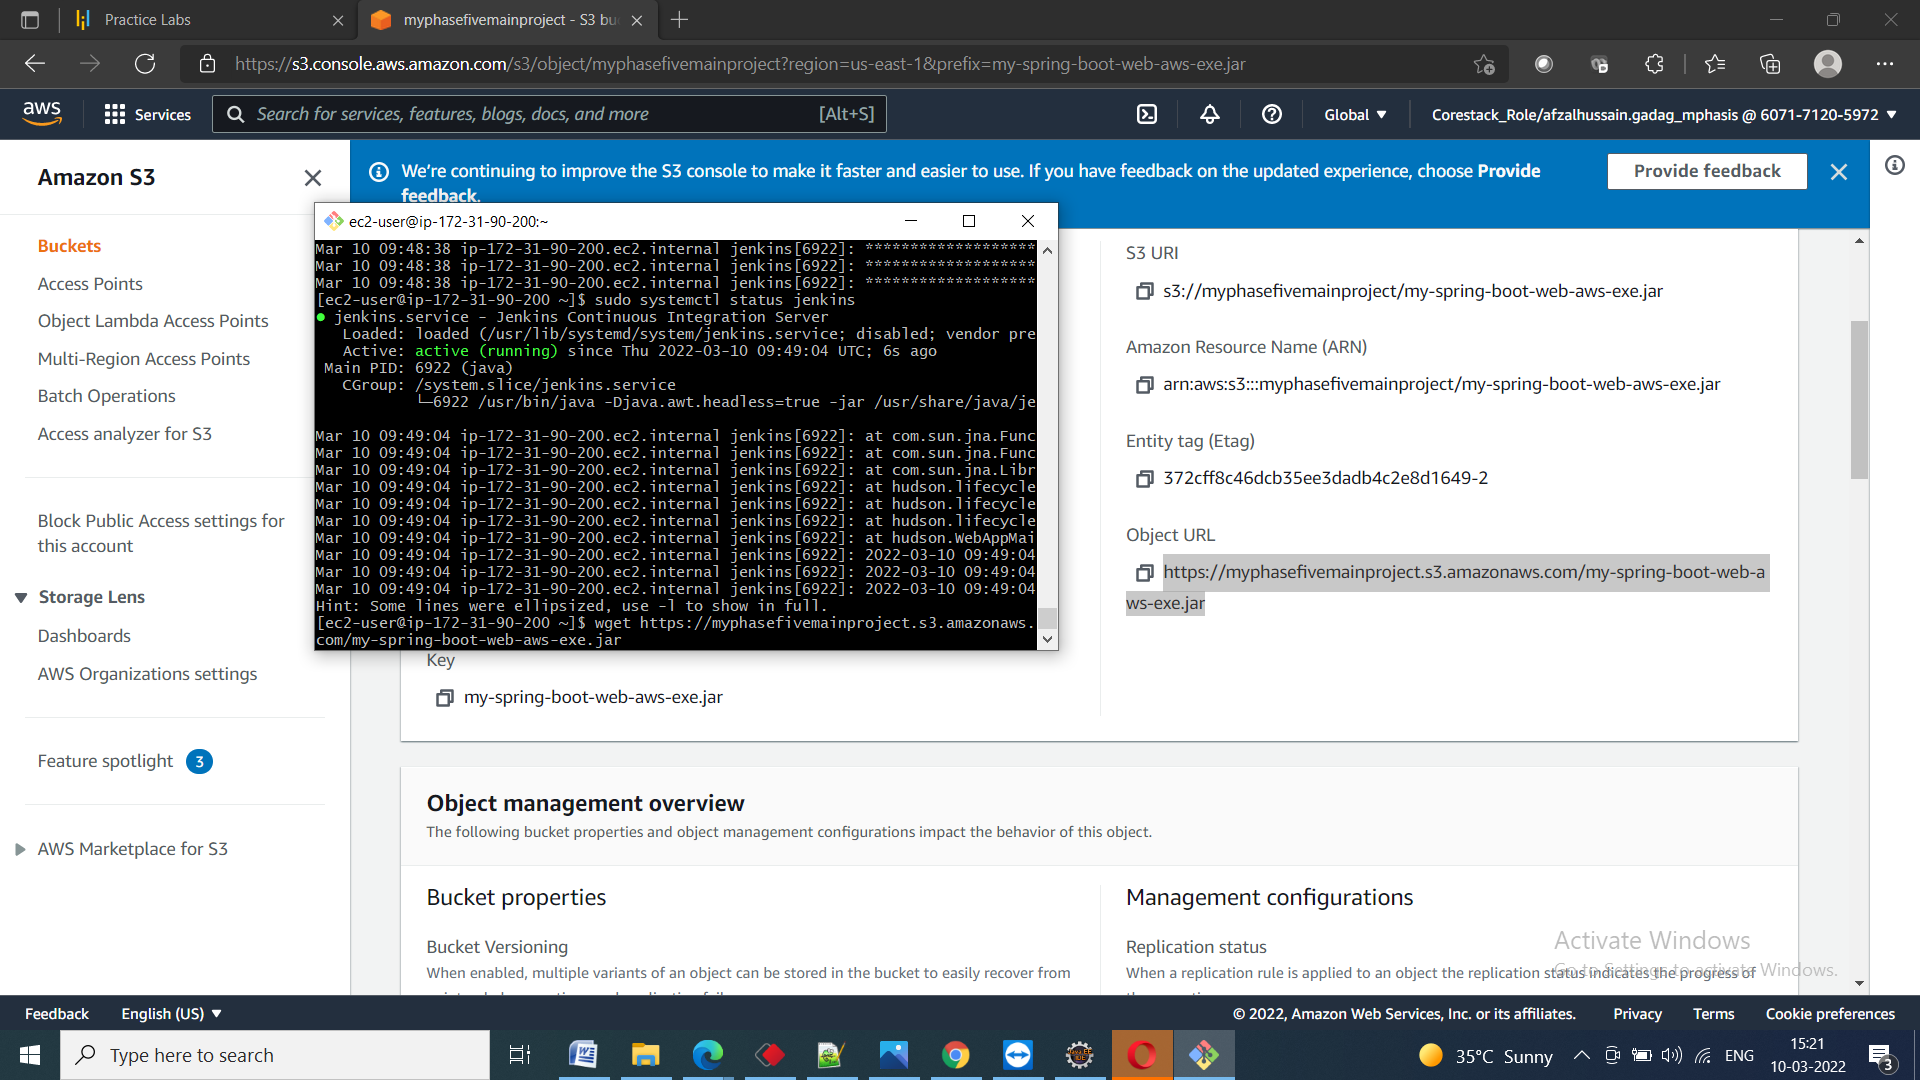 Practice Labs
myphasefivemainproject - S3 bu
https://s3.console.aws.amazon.com/s3/object/myphasefivemainproject?region=us-east-1&prefix=my-spring-boot-web-aws-exe.jar
aws
Services
Search for services, features, blogs, docs, and more
[Alt+S]
Global
Corestack_Role/afzalhussain.gadag_mphasis @ 6071-7120-5972
Amazon S3
We're continuing to improve the S3 console to make it faster and easier to use. If you have feedback on the updated experience, choose Provide
feedback.
Provide feedback
Buckets
Access Points
Object Lambda Access Points
Multi-Region Access Points
Batch Operations
Access analyzer for S3
Block Public Access settings for
this account
Storage Lens
Dashboards
AWS Organizations settings
Feature spotlight 3
AWS Marketplace for S3
ec2-user@ip-172-31-90-200:~
Mar 10 09:48:38 ip-172-31-90-200.ec2.internal jenkins[6922]: *******************
Mar 10 09:48:38 ip-172-31-90-200.ec2.internal jenkins[6922]: *******************
Mar 10 09:48:38 ip-172-31-90-200.ec2.internal jenkins[6922]: *******************
[ec2-user@ip-172-31-90-200 ~]$ sudo systemctl status jenkins
● jenkins.service - Jenkins Continuous Integration Server
Loaded: loaded (/usr/lib/systemd/system/jenkins.service; disabled; vendor pre
Active: active (running) since Thu 2022-03-10 09:49:04 UTC; 6s ago
Main PID: 6922 (java)
CGroup: /system.slice/jenkins.service
└─6922 /usr/bin/java -Djava.awt.headless=true -jar /usr/share/java/je
Mar 10 09:49:04 ip-172-31-90-200.ec2.internal jenkins[6922]: at com.sun.jna.Func
Mar 10 09:49:04 ip-172-31-90-200.ec2.internal jenkins[6922]: at com.sun.jna.Func
Mar 10 09:49:04 ip-172-31-90-200.ec2.internal jenkins[6922]: at com.sun.jna.Libr
Mar 10 09:49:04 ip-172-31-90-200.ec2.internal jenkins[6922]: at hudson.lifecycle
Mar 10 09:49:04 ip-172-31-90-200.ec2.internal jenkins[6922]: at hudson.lifecycle
Mar 10 09:49:04 ip-172-31-90-200.ec2.internal jenkins[6922]: at hudson.lifecycle
Mar 10 09:49:04 ip-172-31-90-200.ec2.internal jenkins[6922]: at hudson.WebAppMai
Mar 10 09:49:04 ip-172-31-90-200.ec2.internal jenkins[6922]: 2022-03-10 09:49:04
Mar 10 09:49:04 ip-172-31-90-200.ec2.internal jenkins[6922]: 2022-03-10 09:49:04
Mar 10 09:49:04 ip-172-31-90-200.ec2.internal jenkins[6922]: 2022-03-10 09:49:04
Hint: Some lines were ellipsized, use -l to show in full.
[ec2-user@ip-172-31-90-200 ~]$ wget https://myphasefivemainproject.s3.amazonaws.
com/my-spring-boot-web-aws-exe.jar
Key
my-spring-boot-web-aws-exe.jar
S3 URI
s3://myphasefivemainproject/my-spring-boot-web-aws-exe.jar
Amazon Resource Name (ARN)
arn:aws:s3:::myphasefivemainproject/my-spring-boot-web-aws-exe.jar
Entity tag (Etag)
372cff8c46dcb35ee3dadb4c2e8d1649-2
Object URL
https://myphasefivemainproject.s3.amazonaws.com/my-spring-boot-web-a
ws-exe.jar
Object management overview
The following bucket properties and object management configurations impact the behavior of this object.
Bucket properties
Bucket Versioning
When enabled, multiple variants of an object can be stored in the bucket to easily recover from
Management configurations
Replication status
When a replication rule is applied to an object the replication status indicates the progress of
Activate Windows
Go to Settings to activate Windows.
Feedback
English (US)
© 2022, Amazon Web Services, Inc. or its affiliates.
Privacy
Terms
Cookie preferences
Type here to search
35°C Sunny
ENG
15:21
10-03-2022
3